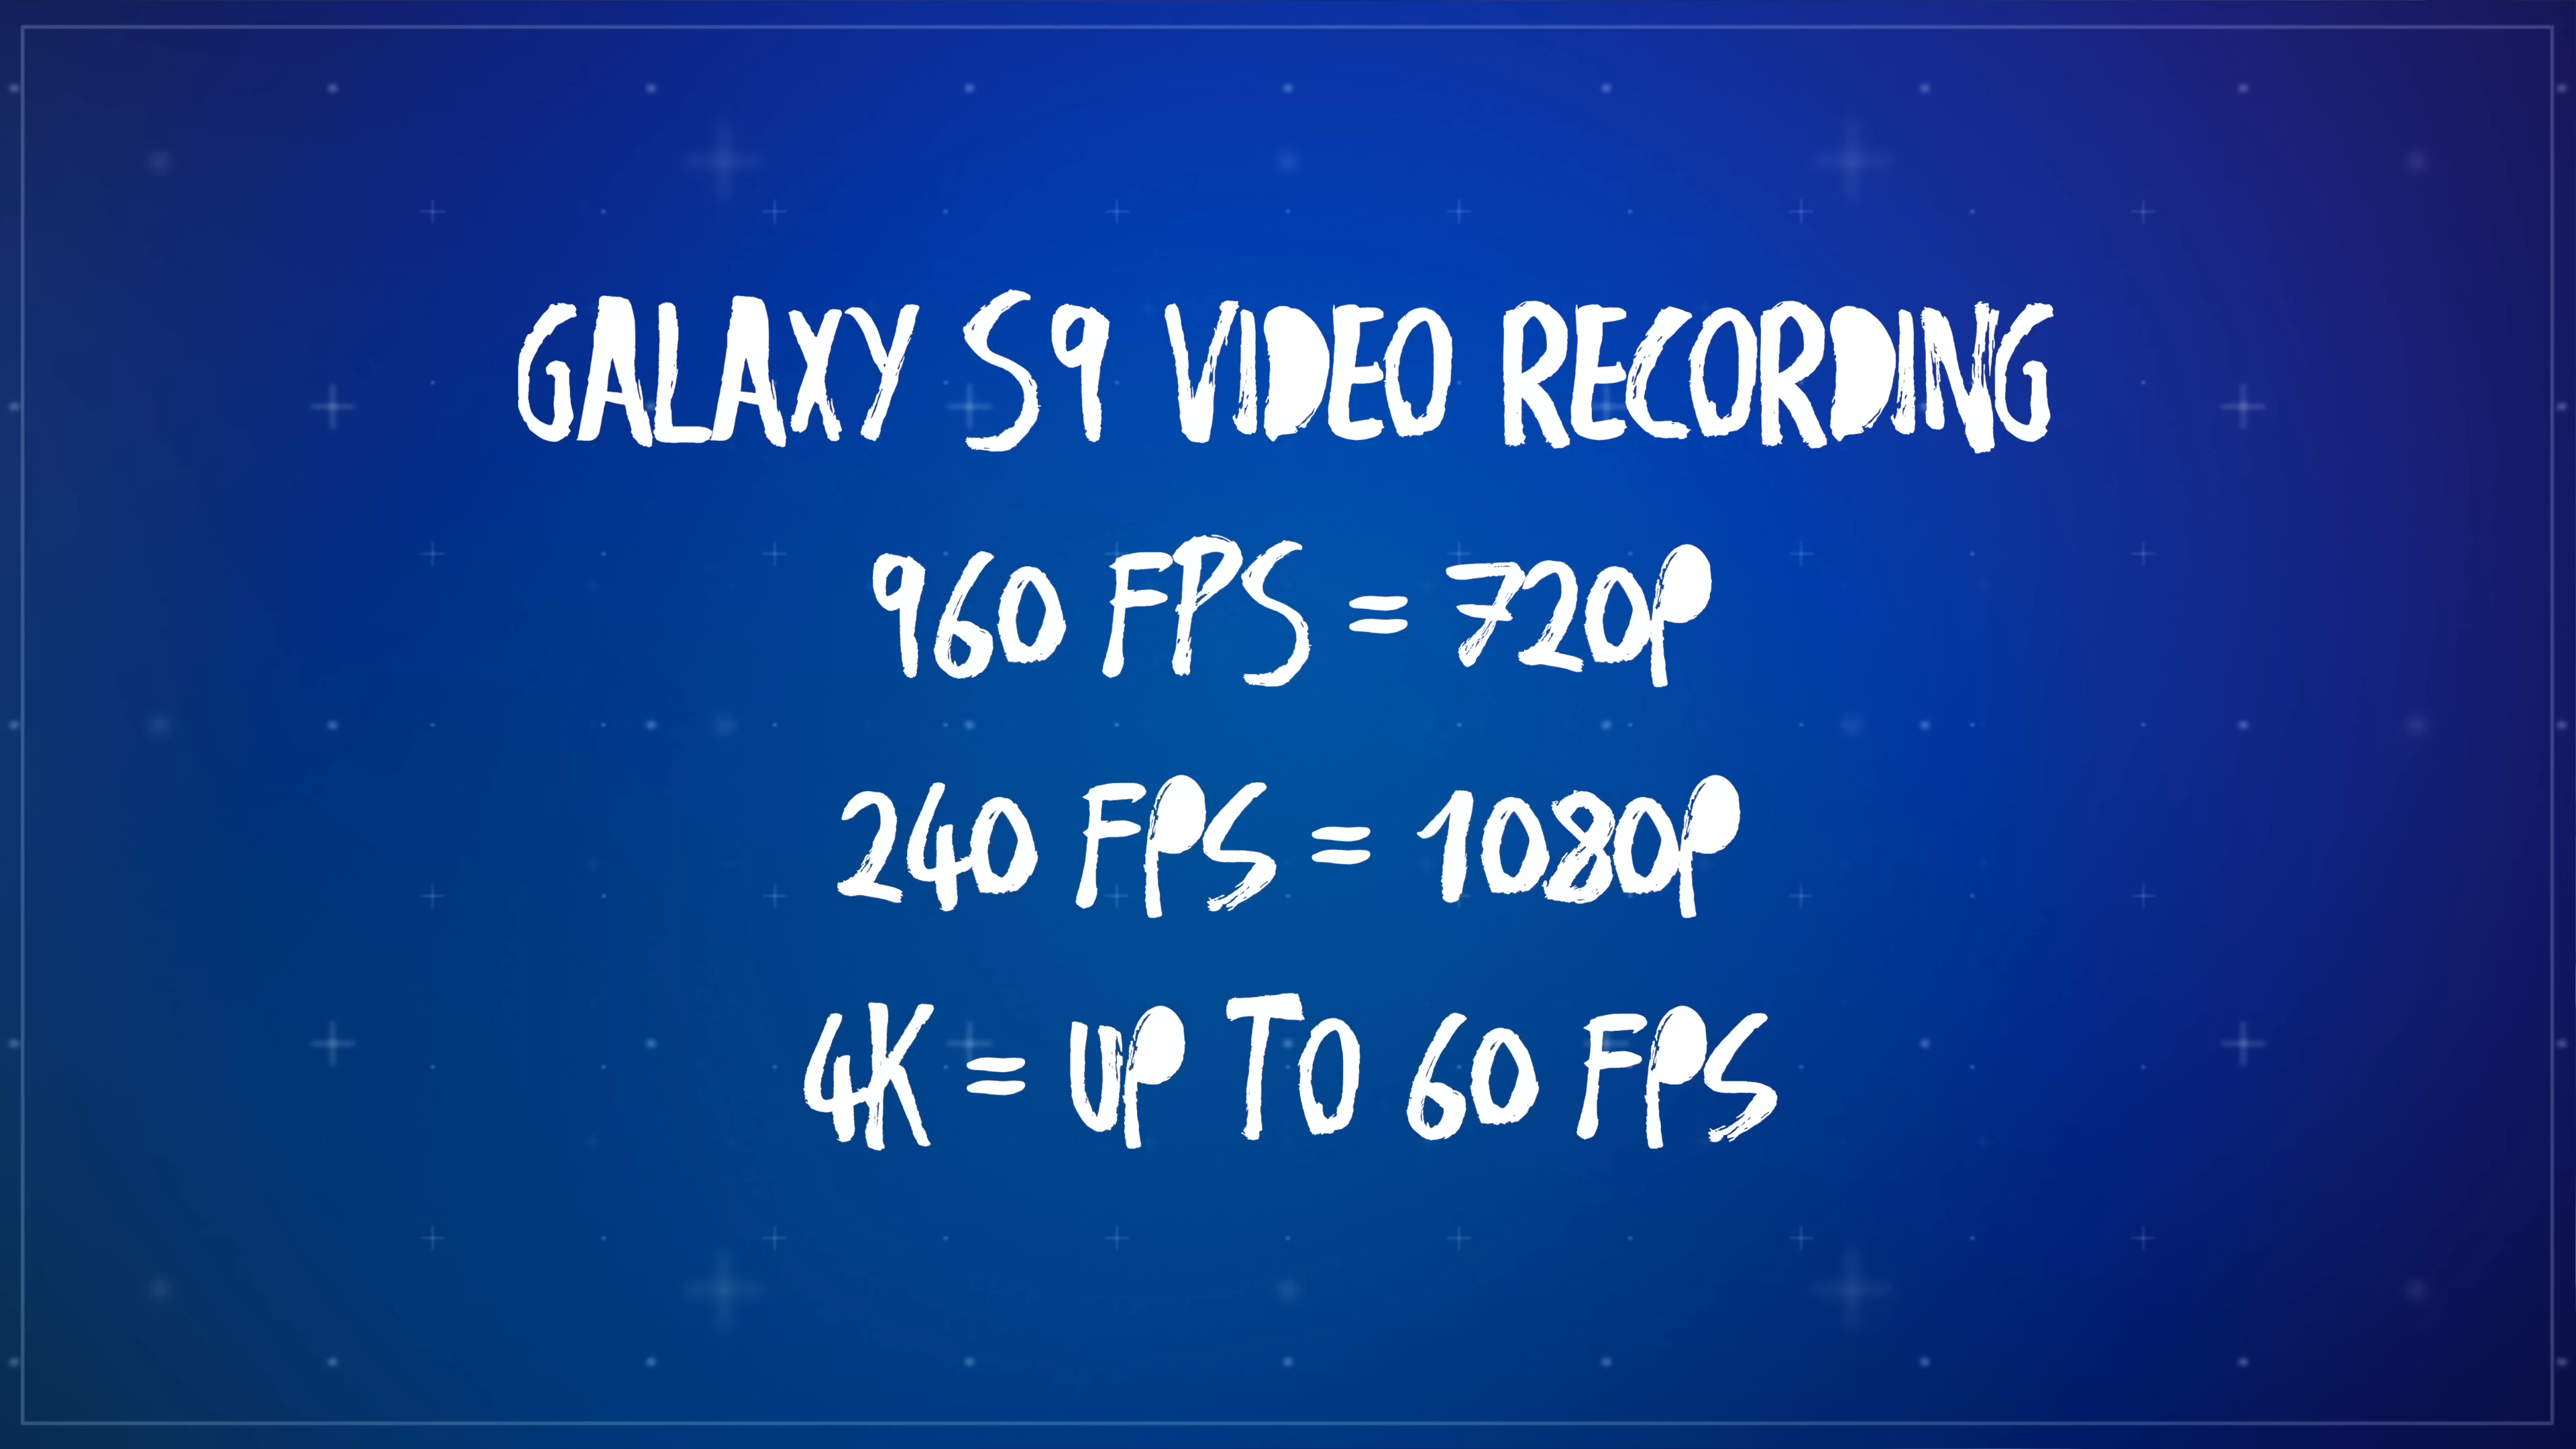 GALAXY S9 VIDEO RECORDING
960 FPS = 720P
240 FPS = 1080P
4K = UP TO 60 FPS